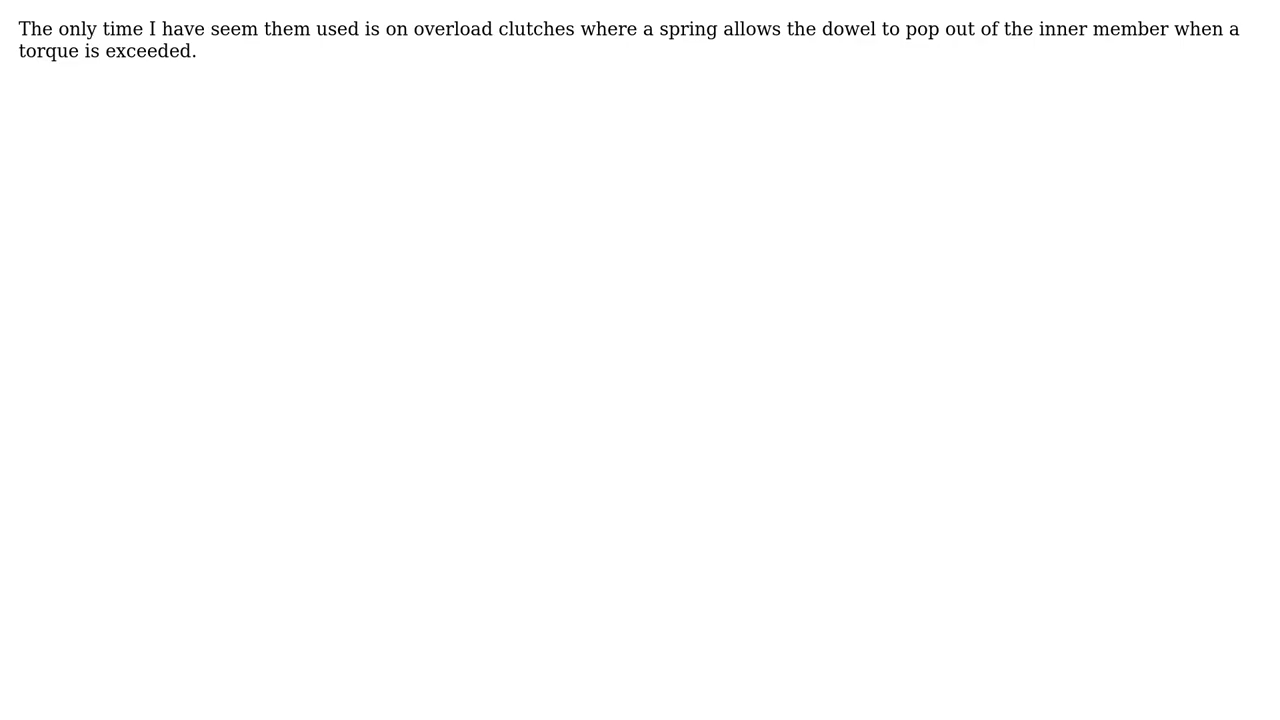 The only time I have seem them used is on overload clutches where a spring allows the dowel to pop out of the inner member when a
torque is exceeded.